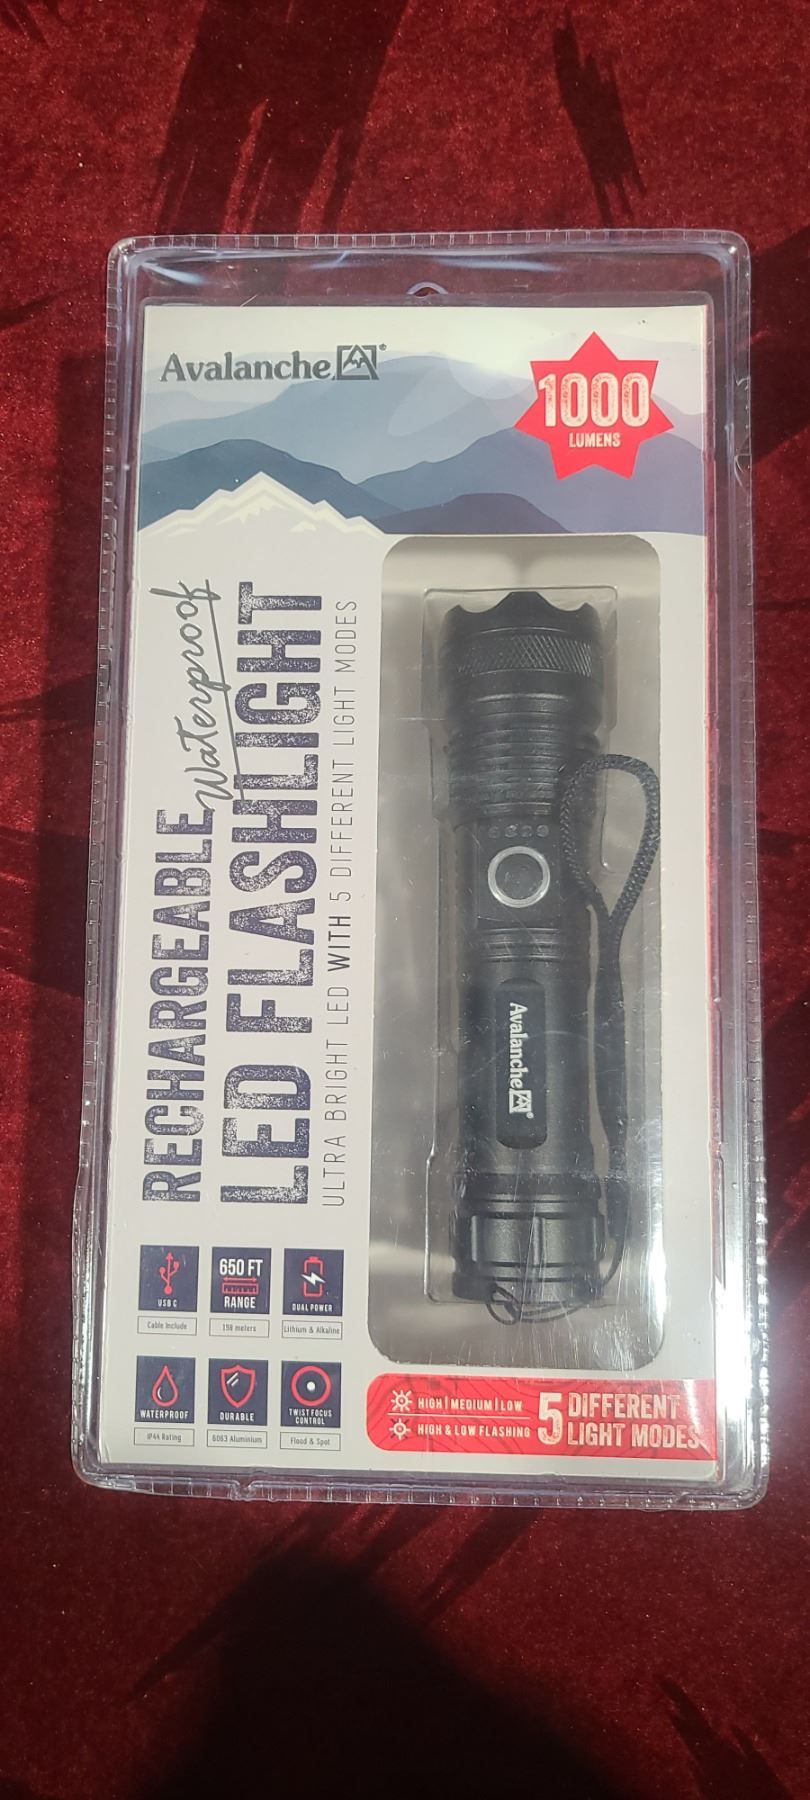 Avalanche ®
1000
LUMENS
RECHARGEABLE Waterproof
LED FLASHLIGHT
ULTRA BRIGHT LED WITH 5 DIFFERENT LIGHT MODES
Avalanche ®
USB C
Cable Include
650 FT
RANGE
198 meters
DUAL POWER
Lithium & Alkaline
WATERPROOF
IP44 Rating
DURABLE
6063 Aluminium
TWIST FOCUS
CONTROL
Flood & Spot
HIGH | MEDIUM | LOW
HIGH & LOW FLASHING
5 DIFFERENT
LIGHT MODES